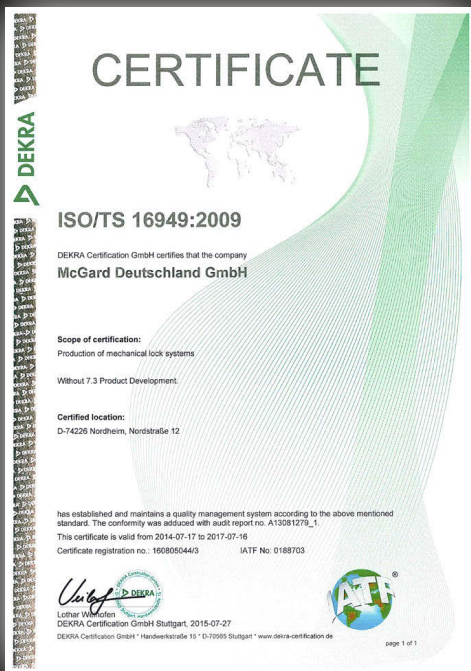 CERTIFICATE
DEKRA
ISO/TS 16949:2009
DEKRA Certification GmbH certifies that the company
McGard Deutschland GmbH
Scope of certification:
Production of mechanical lock systems
Without 7.3 Product Development.
Certified location:
D-74226 Nordheim, Nordstraße 12
has established and maintains a quality management system according to the above mentioned
standard. The conformity was adduced with audit report no. A13081279_1.
This certificate is valid from 2014-07-17 to 2017-07-16
Certificate registration no.: 160805044/3 IATF No: 0188703
DEKRA
IATF ®
Lothar Weihofen
DEKRA Certification GmbH Stuttgart, 2015-07-27
DEKRA Certification GmbH * Handwerkstraße 15 * D-70565 Stuttgart * www.dekra-certification.de
page 1 of 1